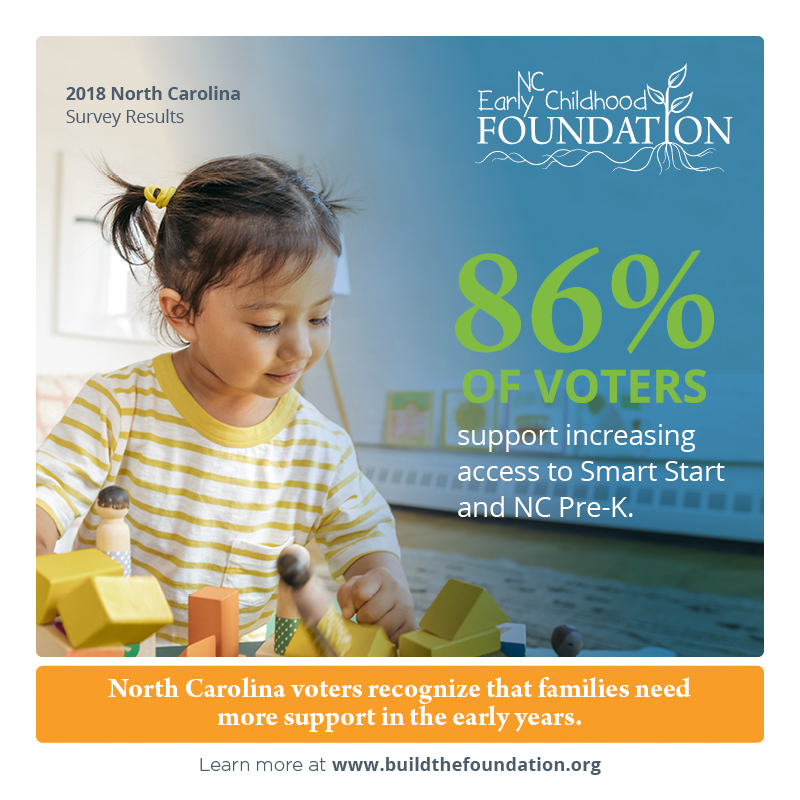 2018 North Carolina
Survey Results
NC
Early Childhood
FOUNDATION
86%
OF VOTERS
support increasing
access to Smart Start
and NC Pre-K.
North Carolina voters recognize that families need
more support in the early years.
Learn more at www.buildthefoundation.org